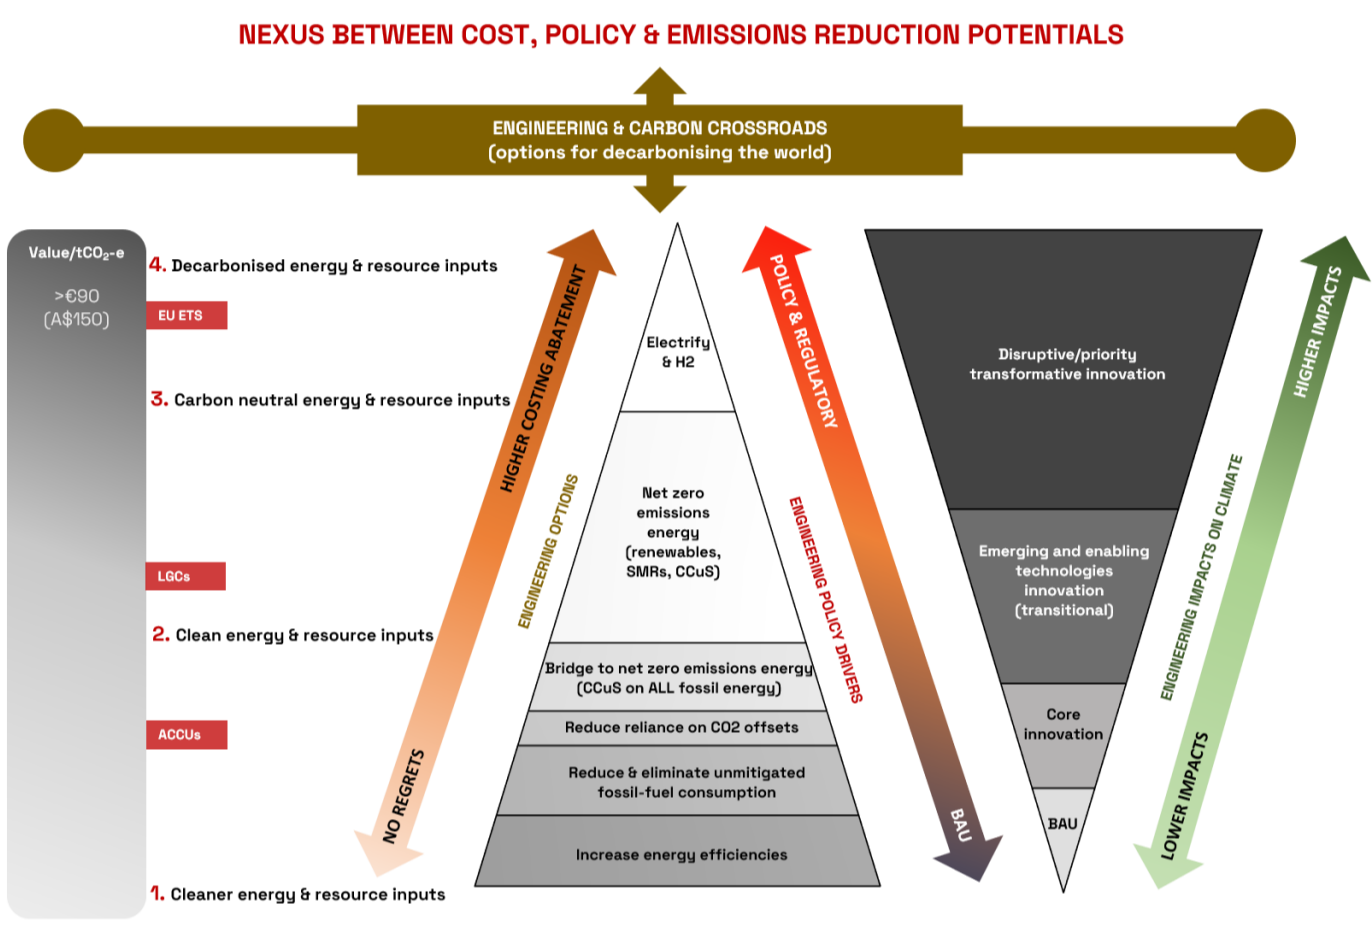 NEXUS BETWEEN COST, POLICY & EMISSIONS REDUCTION POTENTIALS
ENGINEERING & CARBON CROSSROADS
(options for decarbonising the world)
Value/tCO₂-e
>€90
(A$150)
4. Decarbonised energy & resource inputs
EU ETS
3. Carbon neutral energy & resource inputs
LGCs
2. Clean energy & resource inputs
ACCUs
1. Cleaner energy & resource inputs
HIGHER COSTING ABATEMENT
NO REGRETS
ENGINEERING OPTIONS
Electrify
& H2
Net zero
emissions
energy
(renewables,
SMRs, CCuS)
Bridge to net zero emissions energy
(CCuS on ALL fossil energy)
Reduce reliance on CO2 offsets
Reduce & eliminate unmitigated
fossil-fuel consumption
Increase energy efficiencies
POLICY & REGULATORY
BAU
ENGINEERING POLICY DRIVERS
Disruptive/priority
transformative innovation
Emerging and enabling
technologies
innovation
(transitional)
Core
innovation
BAU
ENGINEERING IMPACTS ON CLIMATE
HIGHER IMPACTS
LOWER IMPACTS